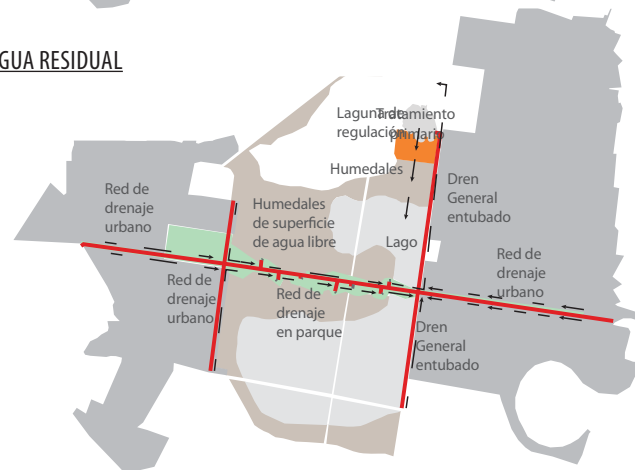 GUA RESIDUAL
Laguna de
regulación
Tratamiento
primario
Humedales
Red de
drenaje
urbano
Humedales
de superficie
de agua libre
Dren
General
entubado
Lago
Red de
drenaje
urbano
Red de
drenaje
urbano
Red de
drenaje
en parque
Dren
General
entubado